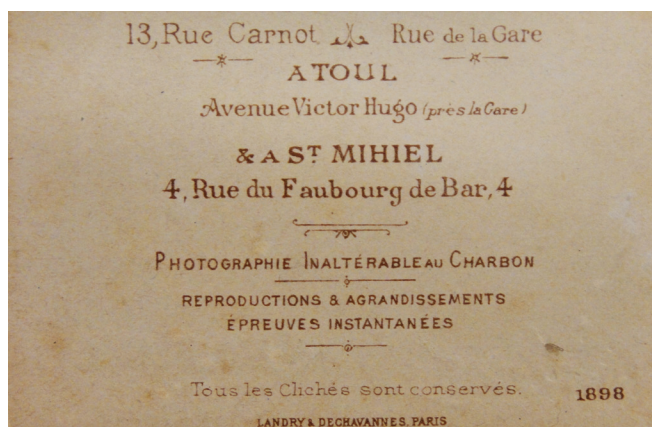 13, Rue Carnot Rue de la Gare
A TOUL
Avenue Victor Hugo (près la Gare)
& A ST MIHIEL
4, Rue du Faubourg de Bar, 4
PHOTOGRAPHIE INALTÉRABLE AU CHARBON
REPRODUCTIONS & AGRANDISSEMENTS
ÉPREUVES INSTANTANÉES
Tous les Clichés sont conservés. 1898
LANDRY & DECHAVANNES. PARIS